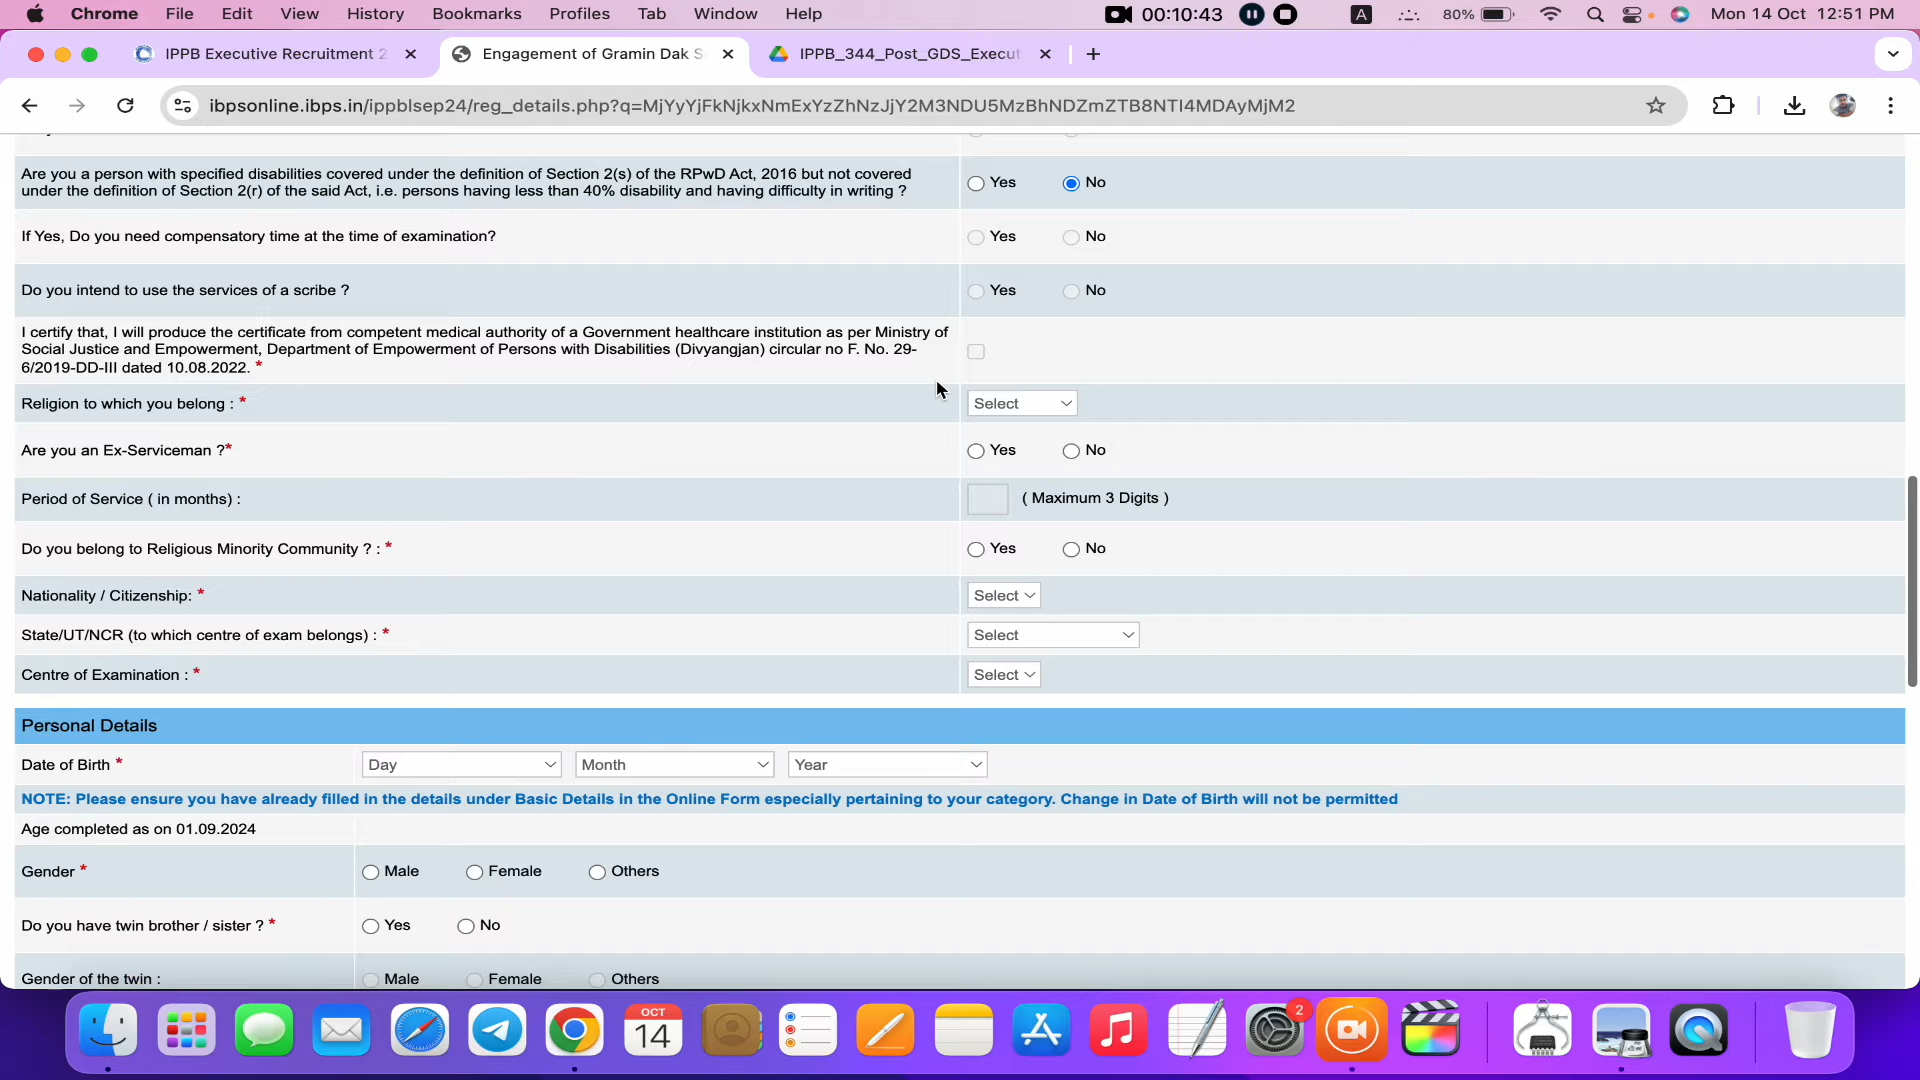 Chrome File Edit View History Bookmarks Profiles Tab Window Help 00:10:43 A 80% Mon 14 Oct 12:51 PM
IPPB Executive Recruitment 2 Engagement of Gramin Dak S IPPB_344_Post_GDS_Execut
ibpsonline.ibps.in/ippblsep24/reg_details.php?q=MjYyYjFkNjkxNmExYzZhNzJjY2M3NDU5MzBhNDZmZTB8NTI4MDAyMjM2
Are you a person with specified disabilities covered under the definition of Section 2(s) of the RPwD Act, 2016 but not covered
under the definition of Section 2(r) of the said Act, i.e. persons having less than 40% disability and having difficulty in writing ?
Yes No
If Yes, Do you need compensatory time at the time of examination? Yes No
Do you intend to use the services of a scribe ? Yes No
I certify that, I will produce the certificate from competent medical authority of a Government healthcare institution as per Ministry of
Social Justice and Empowerment, Department of Empowerment of Persons with Disabilities (Divyangjan) circular no F. No. 29-
6/2019-DD-III dated 10.08.2022. *
Religion to which you belong : * Select
Are you an Ex-Serviceman ?* Yes No
Period of Service ( in months) : ( Maximum 3 Digits )
Do you belong to Religious Minority Community ? : * Yes No
Nationality / Citizenship: * Select
State/UT/NCR (to which centre of exam belongs) : * Select
Centre of Examination : * Select
Personal Details
Date of Birth * Day Month Year
NOTE: Please ensure you have already filled in the details under Basic Details in the Online Form especially pertaining to your category. Change in Date of Birth will not be permitted
Age completed as on 01.09.2024
Gender * Male Female Others
Do you have twin brother / sister ? * Yes No
Gender of the twin : Male Female Others
OCT
14
2